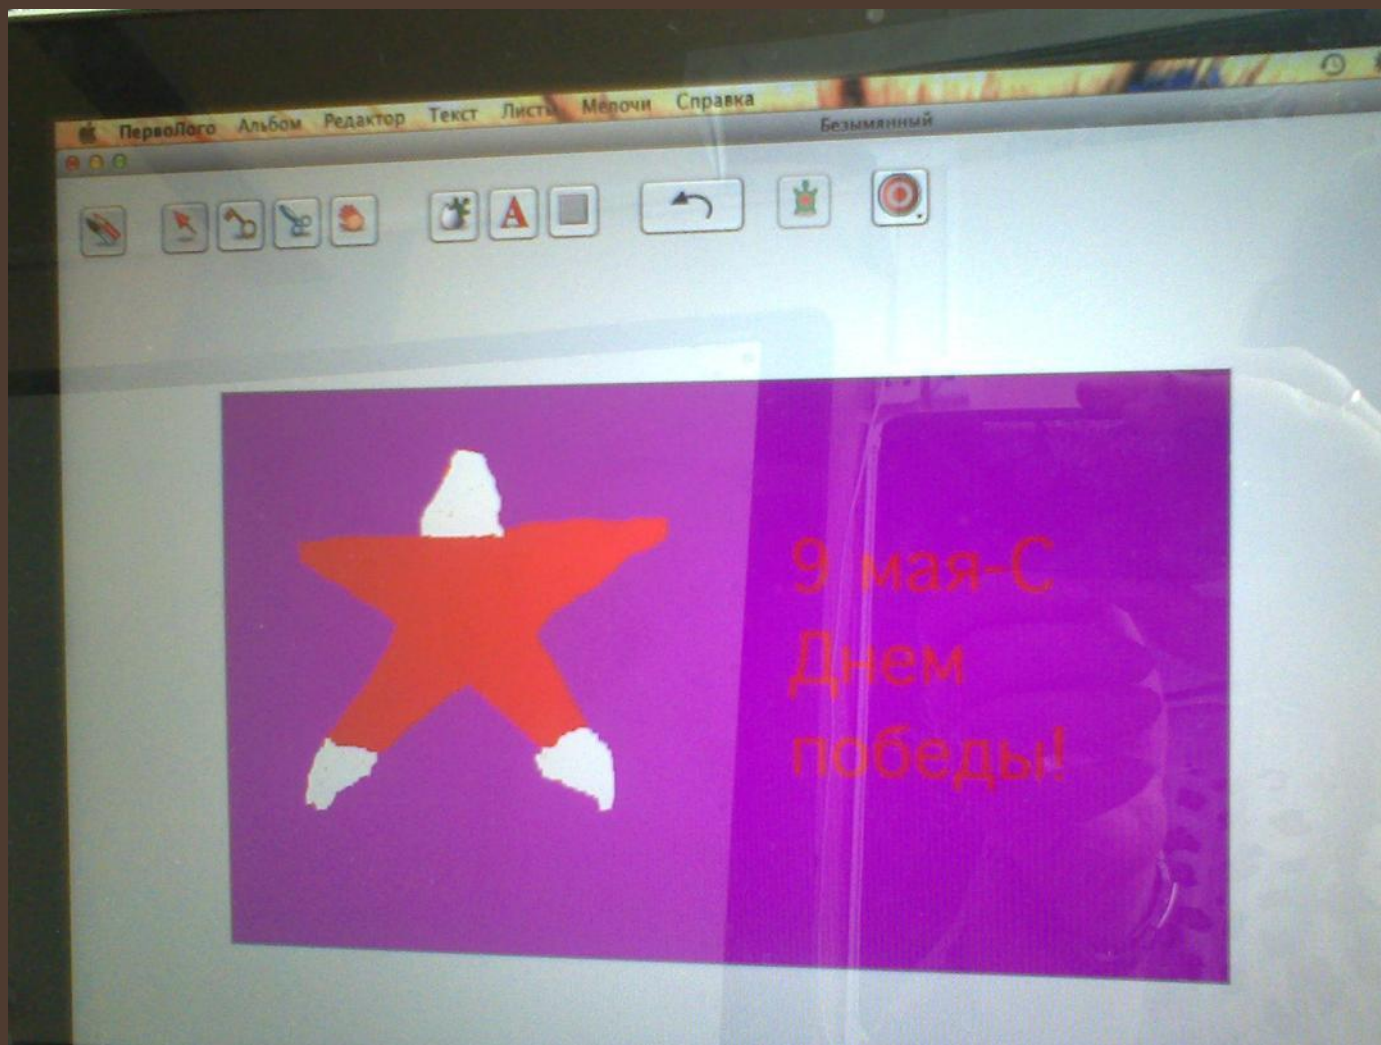 ПервоЛого Альбом Редактор Текст Листы Мелочи Справка
Безымянный
А
9 мая-С
Днем
победы!